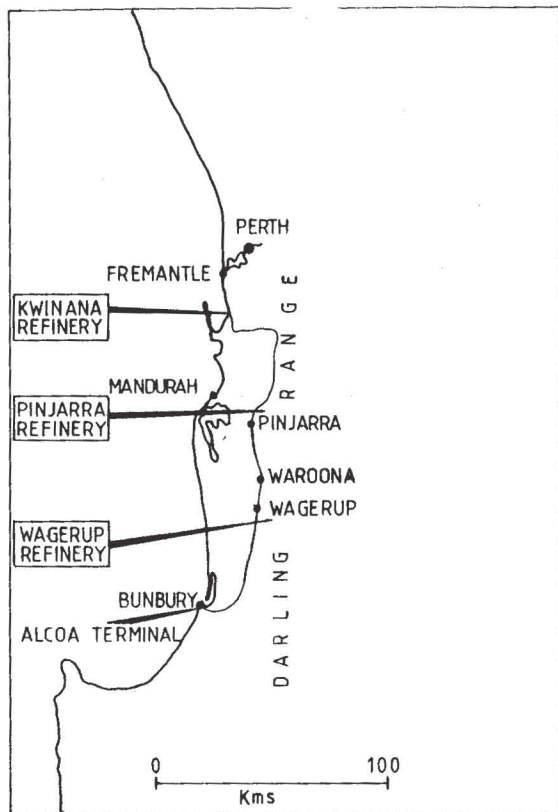 PERTH
FREMANTLE
KWINANA
REFINERY
RANGE
MANDURAH
PINJARRA
REFINERY
PINJARRA
WAROONA
WAGERUP
WAGERUP
REFINERY
DARLING
BUNBURY
ALCOA TERMINAL
0
100
Kms